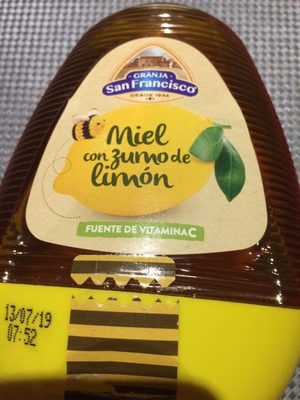 GRANJA
San Francisco
DESDE 1934
Miel
con zumo de
limón
FUENTE DE VITAMINA C
13/07/19
07:52